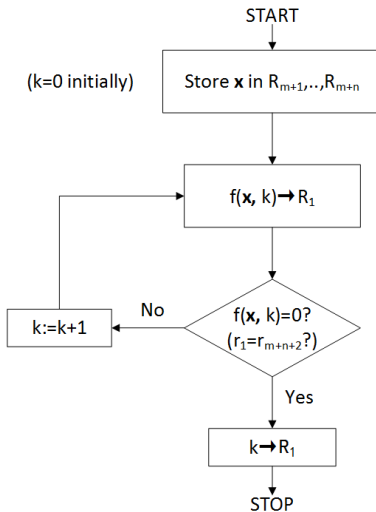 START
(k=0 initially)
Store x in Rₘ₊₁,..,Rₘ₊ₙ
f(x, k)→R₁
f(x, k)=0?
(r₁=rₘ₊ₙ₊₂?)
No
k:=k+1
Yes
k→R₁
STOP